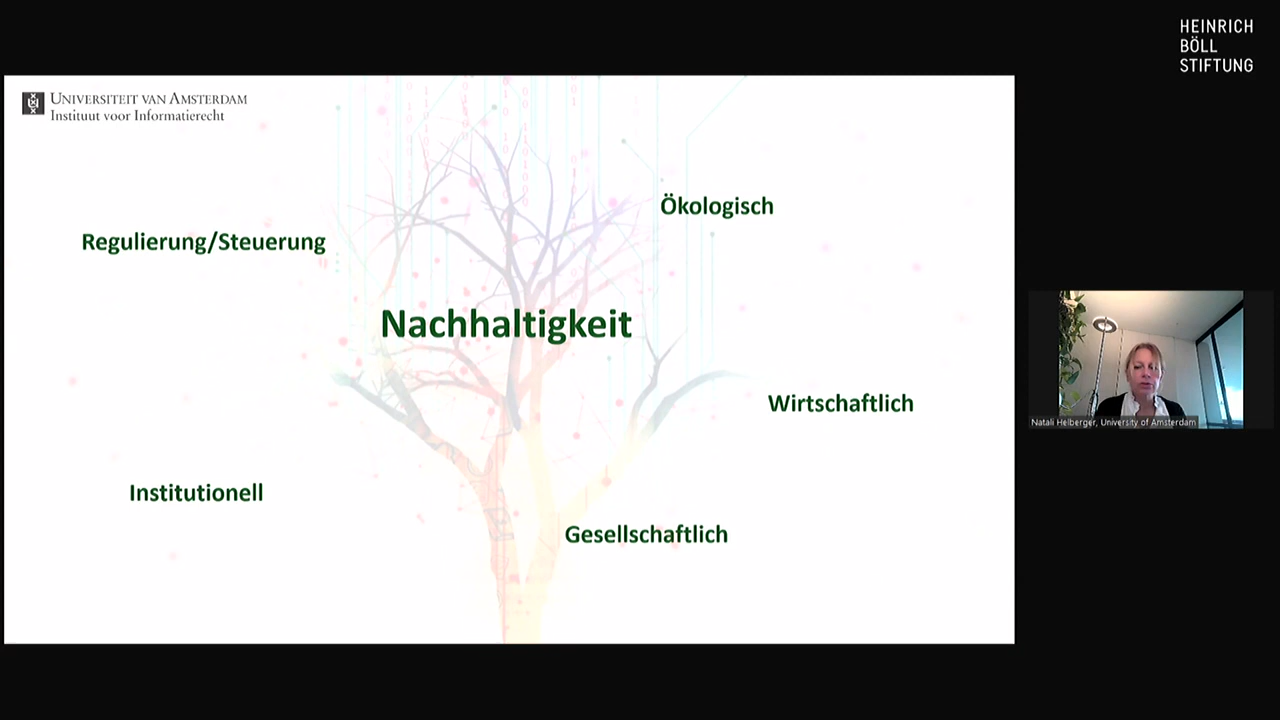 HEINRICH
BÖLL
STIFTUNG
UNIVERSITEIT VAN AMSTERDAM
Instituut voor Informatierecht
Ökologisch
Regulierung/Steuerung
Nachhaltigkeit
Wirtschaftlich
Natali Helberger, University of Amsterdam
Institutionell
Gesellschaftlich